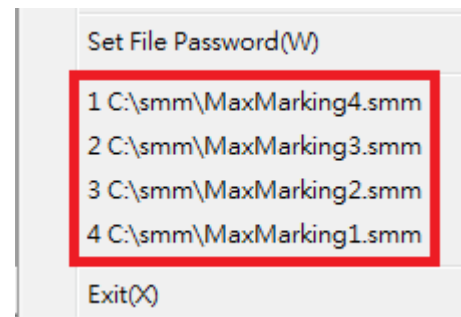 Set File Password(W)
1 C:\smm\MaxMarking4.smm
2 C:\smm\MaxMarking3.smm
3 C:\smm\MaxMarking2.smm
4 C:\smm\MaxMarking1.smm
Exit(X)